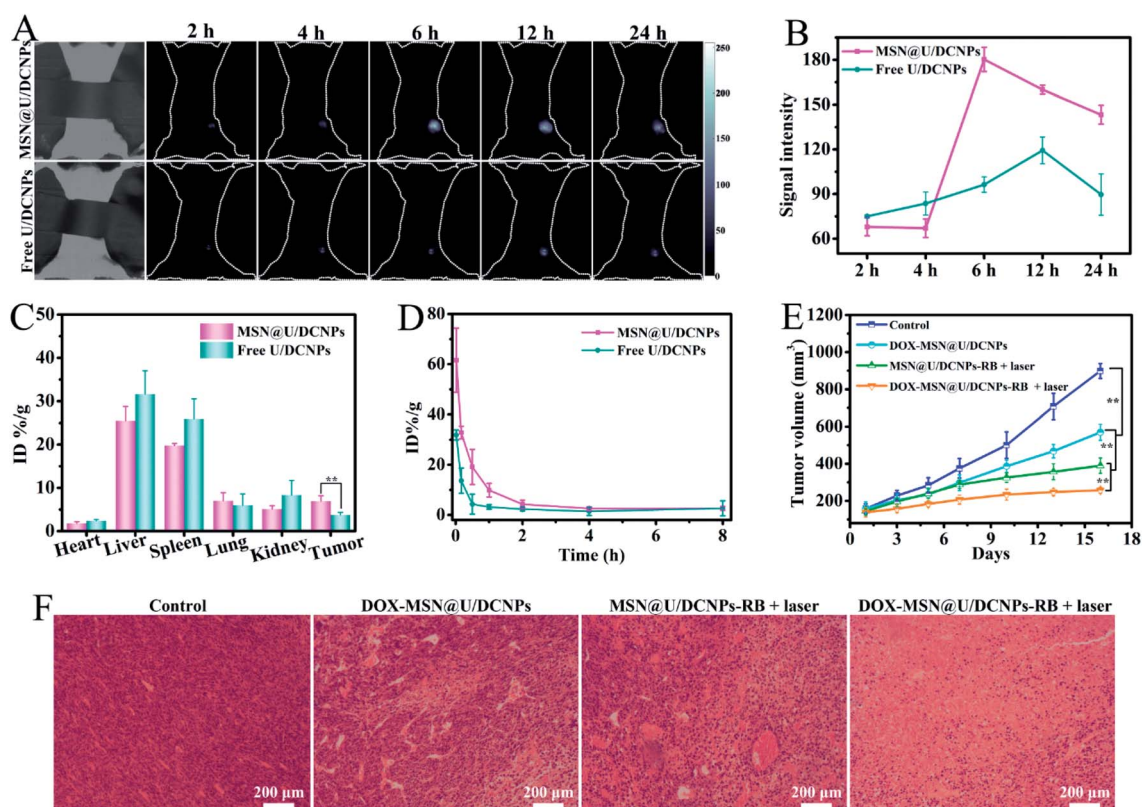 A
2 h
4 h
6 h
12 h
24 h
MSN@U/DCNPs
Free U/DCNPs
250
200
150
100
50
0
B
MSN@U/DCNPs
Free U/DCNPs
Signal intensity
180
150
120
90
60
2 h
4 h
6 h
12 h
24 h
C
MSN@U/DCNPs
Free U/DCNPs
ID %/g
50
40
30
20
10
0
Heart
Liver
Spleen
Lung
Kidney
Tumor
**
D
MSN@U/DCNPs
Free U/DCNPs
ID%/g
80
60
40
20
0
0
2
4
6
8
Time (h)
E
Control
DOX-MSN@U/DCNPs
MSN@U/DCNPs-RB + laser
DOX-MSN@U/DCNPs-RB + laser
Tumor volume (mm³)
1200
1000
800
600
400
200
0
3
6
9
12
15
18
Days
**
**
**
F
Control
DOX-MSN@U/DCNPs
MSN@U/DCNPs-RB + laser
DOX-MSN@U/DCNPs-RB + laser
200 μm
200 μm
200 μm
200 μm